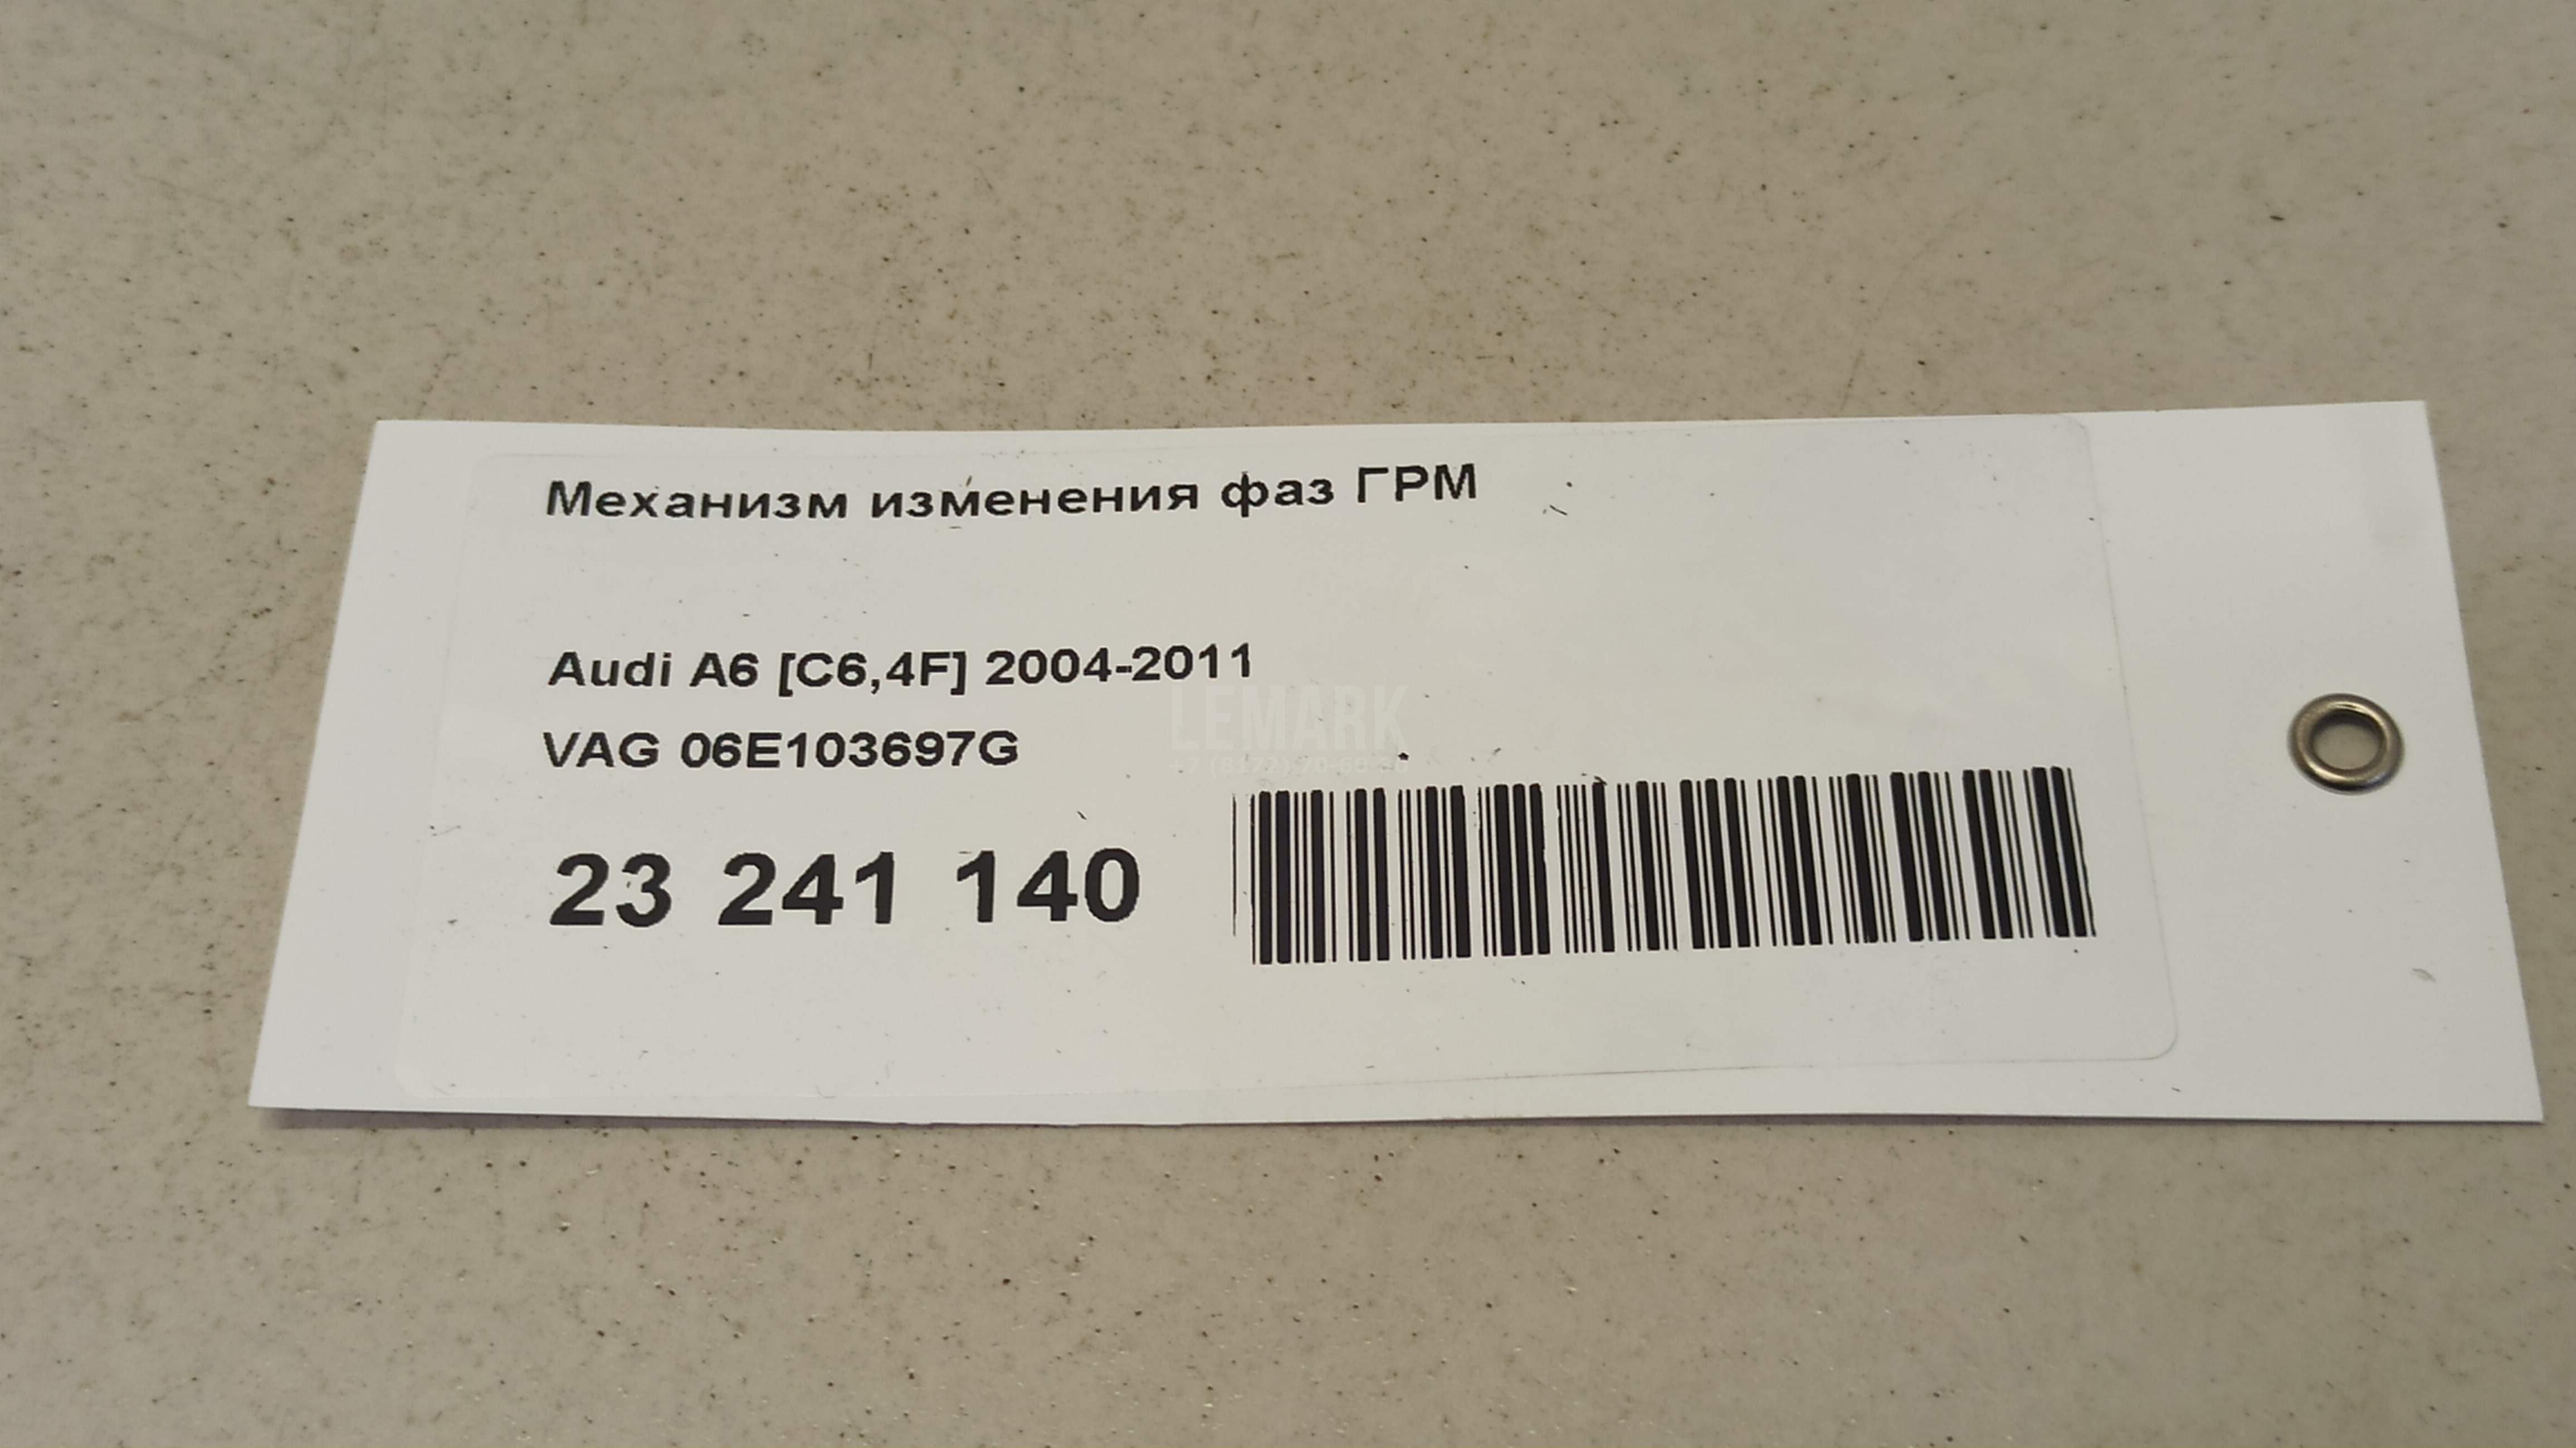 Механизм изменения фаз ГРМ
Audi A6 [C6,4F] 2004-2011
VAG 06E103697G
LEMARK
23 241 140